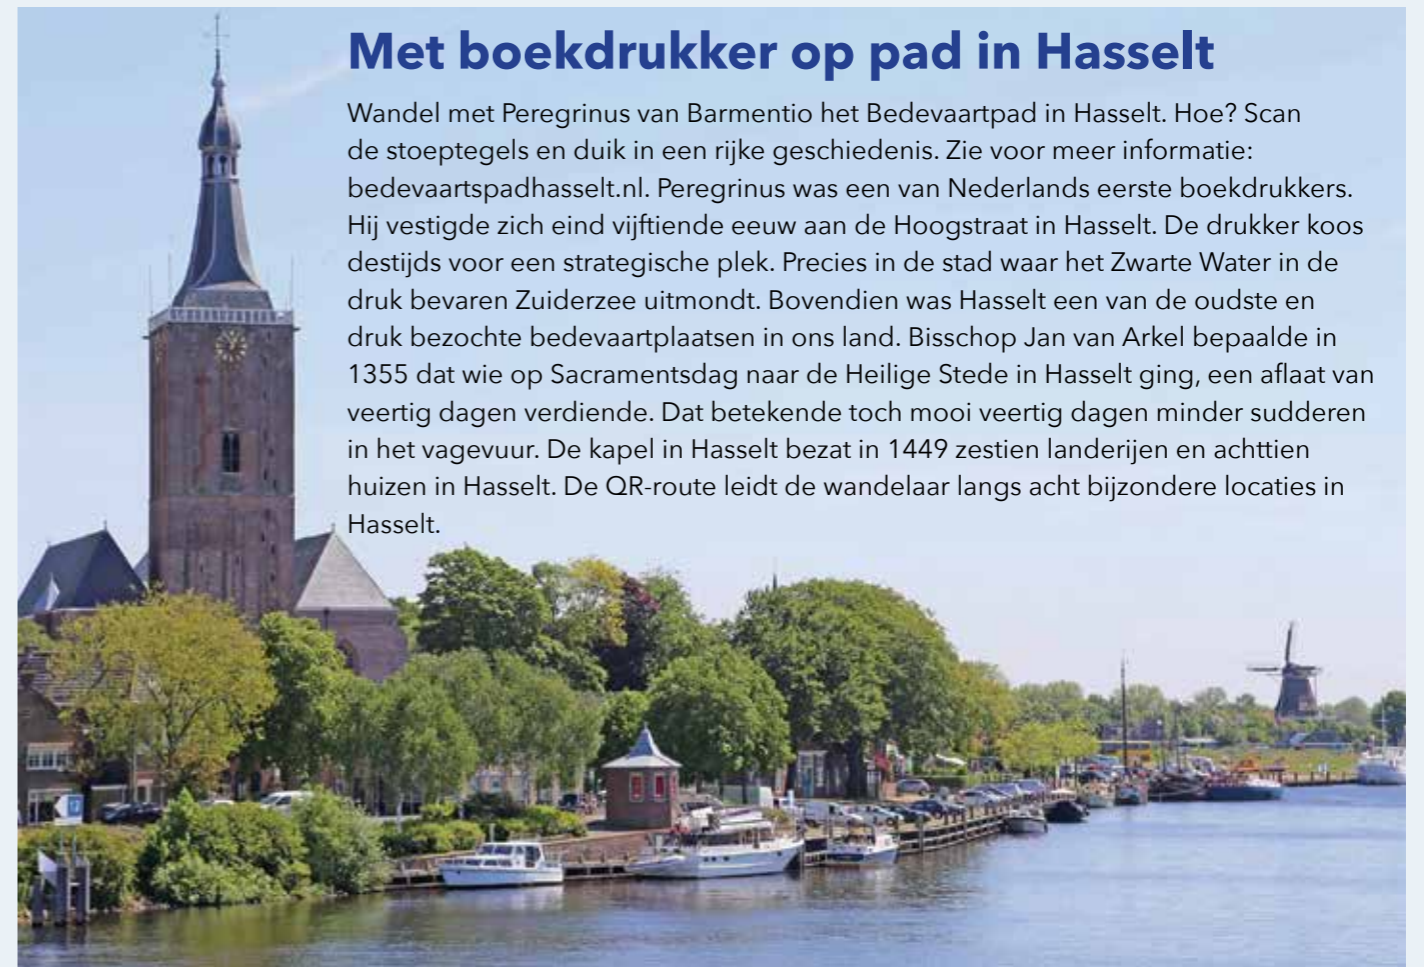 Met boekdrukker op pad in Hasselt
Wandel met Peregrinus van Barmentio het Bedevaartpad in Hasselt. Hoe? Scan
de stoeptegels en duik in een rijke geschiedenis. Zie voor meer informatie:
bedevaartspadhasselt.nl. Peregrinus was een van Nederlands eerste boekdrukkers.
Hij vestigde zich eind vijftiende eeuw aan de Hoogstraat in Hasselt. De drukker koos
destijds voor een strategische plek. Precies in de stad waar het Zwarte Water in de
druk bevaren Zuiderzee uitmondt. Bovendien was Hasselt een van de oudste en
druk bezochte bedevaartplaatsen in ons land. Bisschop Jan van Arkel bepaalde in
1355 dat wie op Sacramentsdag naar de Heilige Stede in Hasselt ging, een aflaat van
veertig dagen verdiende. Dat betekende toch mooi veertig dagen minder sudderen
in het vagevuur. De kapel in Hasselt bezat in 1449 zestien landerijen en achttien
huizen in Hasselt. De QR-route leidt de wandelaar langs acht bijzondere locaties in
Hasselt.